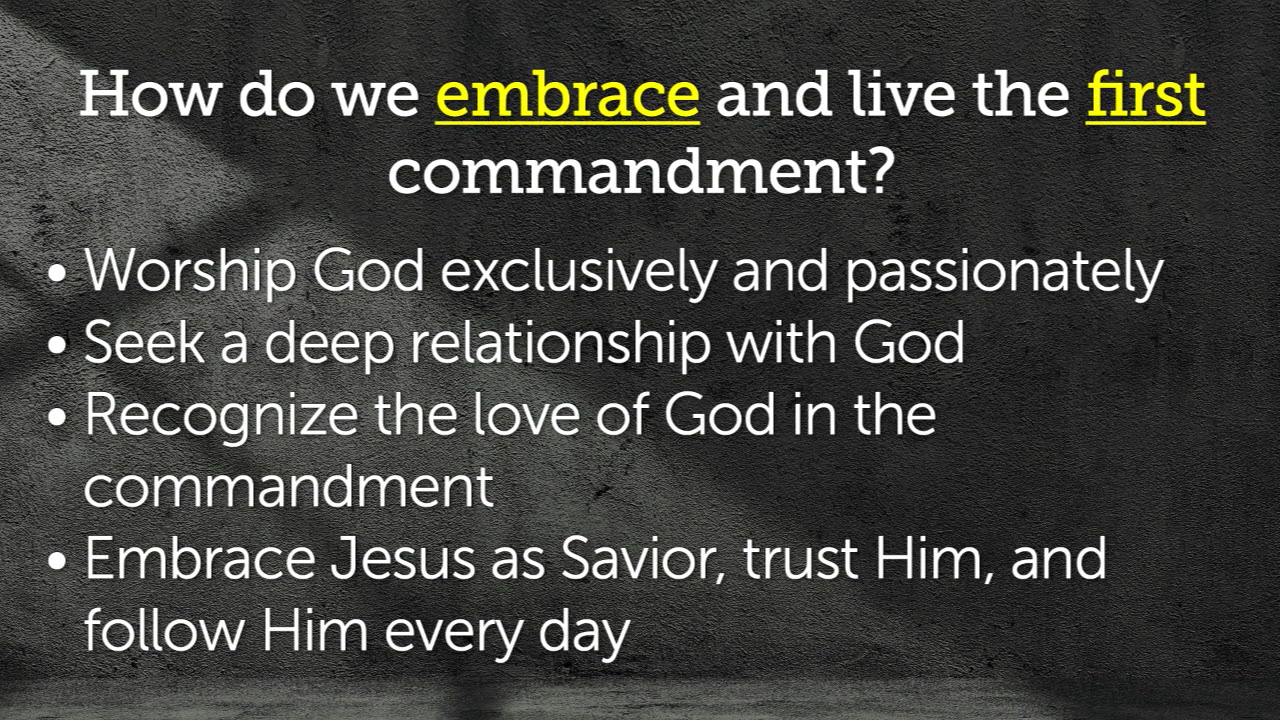 How do we embrace and live the first
commandment?
• Worship God exclusively and passionately
• Seek a deep relationship with God
• Recognize the love of God in the
commandment
• Embrace Jesus as Savior, trust Him, and
follow Him every day